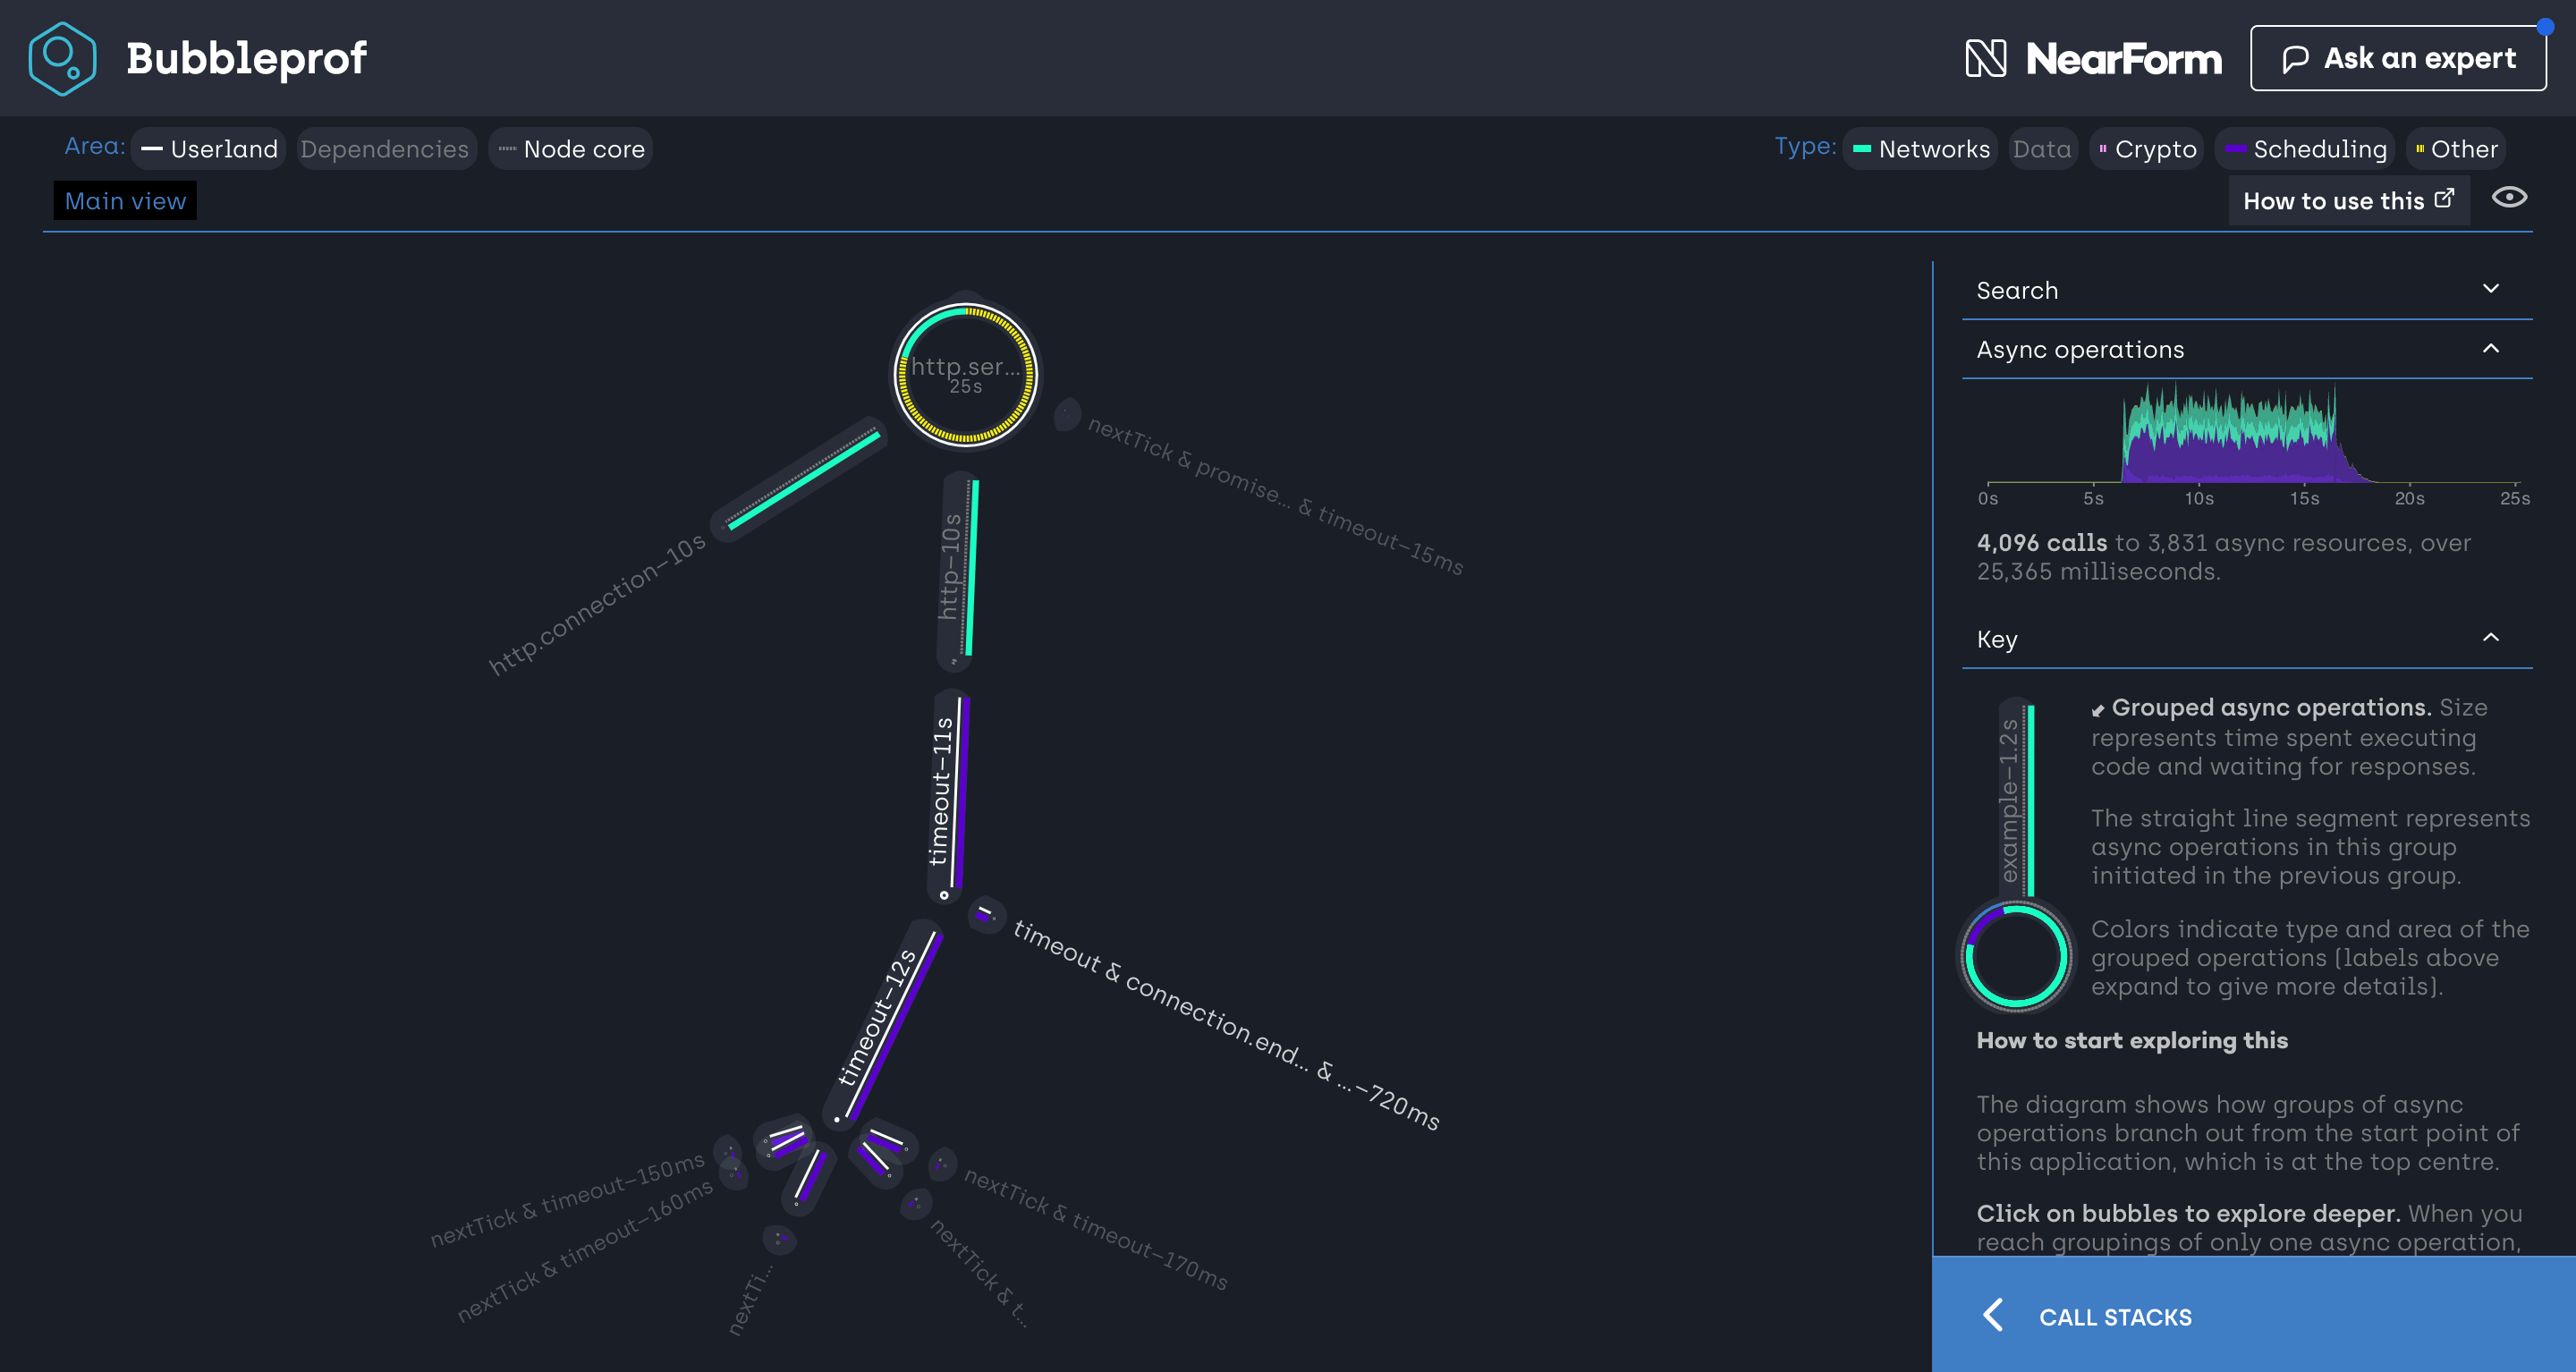 Bubbleprof
NearForm
Ask an expert
Area: Userland Dependencies Node core
Type: Networks Data Crypto Scheduling Other
Main view
How to use this
http.ser...
25s
nextTick & promise... & timeout–15ms
http.connection–10s
http–10s
timeout–11s
timeout & connection.end... & ...–720ms
timeout–12s
nextTick & timeout–150ms
nextTick & timeout–160ms
nextTi...
nextTick & t...
nextTick & timeout–170ms
Search
Async operations
0s 5s 10s 15s 20s 25s
4,096 calls to 3,831 async resources, over
25,365 milliseconds.
Key
example–1.2s
Grouped async operations. Size
represents time spent executing
code and waiting for responses.
The straight line segment represents
async operations in this group
initiated in the previous group.
Colors indicate type and area of the
grouped operations (labels above
expand to give more details).
How to start exploring this
The diagram shows how groups of async
operations branch out from the start point of
this application, which is at the top centre.
Click on bubbles to explore deeper. When you
reach groupings of only one async operation,
CALL STACKS